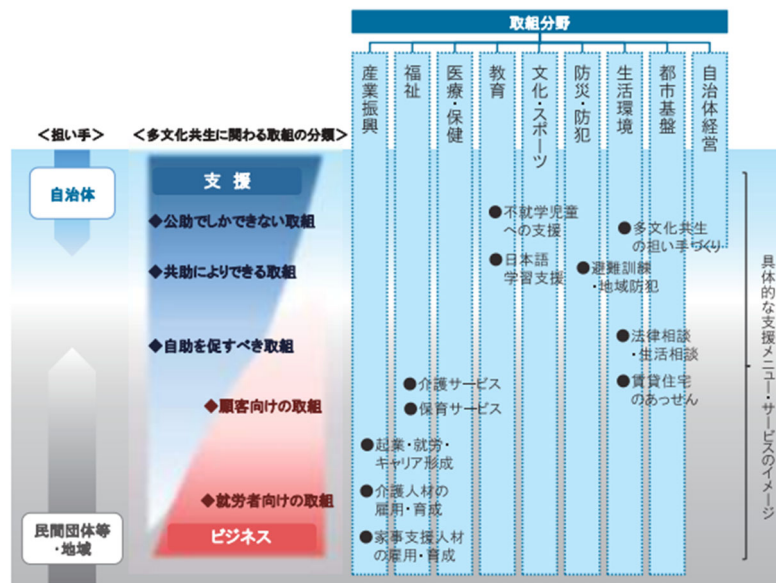 取組分野
産業振興
福祉
医療・保健
教育
文化・スポーツ
防災・防犯
生活環境
都市基盤
自治体経営
＜担い手＞
＜多文化共生に関わる取組の分類＞
自治体
支援
◆公助でしかできない取組
◆共助によりできる取組
◆自助を促すべき取組
◆顧客向けの取組
◆就労者向けの取組
ビジネス
民間団体等
・地域
●不就学児童
への支援
●日本語
学習支援
●多文化共生
の担い手づくり
●避難訓練
・地域防犯
●法律相談
・生活相談
●賃貸住宅
のあっせん
●介護サービス
●保育サービス
●起業・就労・
キャリア形成
●介護人材の
雇用・育成
●家事支援人材
の雇用・育成
具体的な支援メニュー・サービスのイメージ